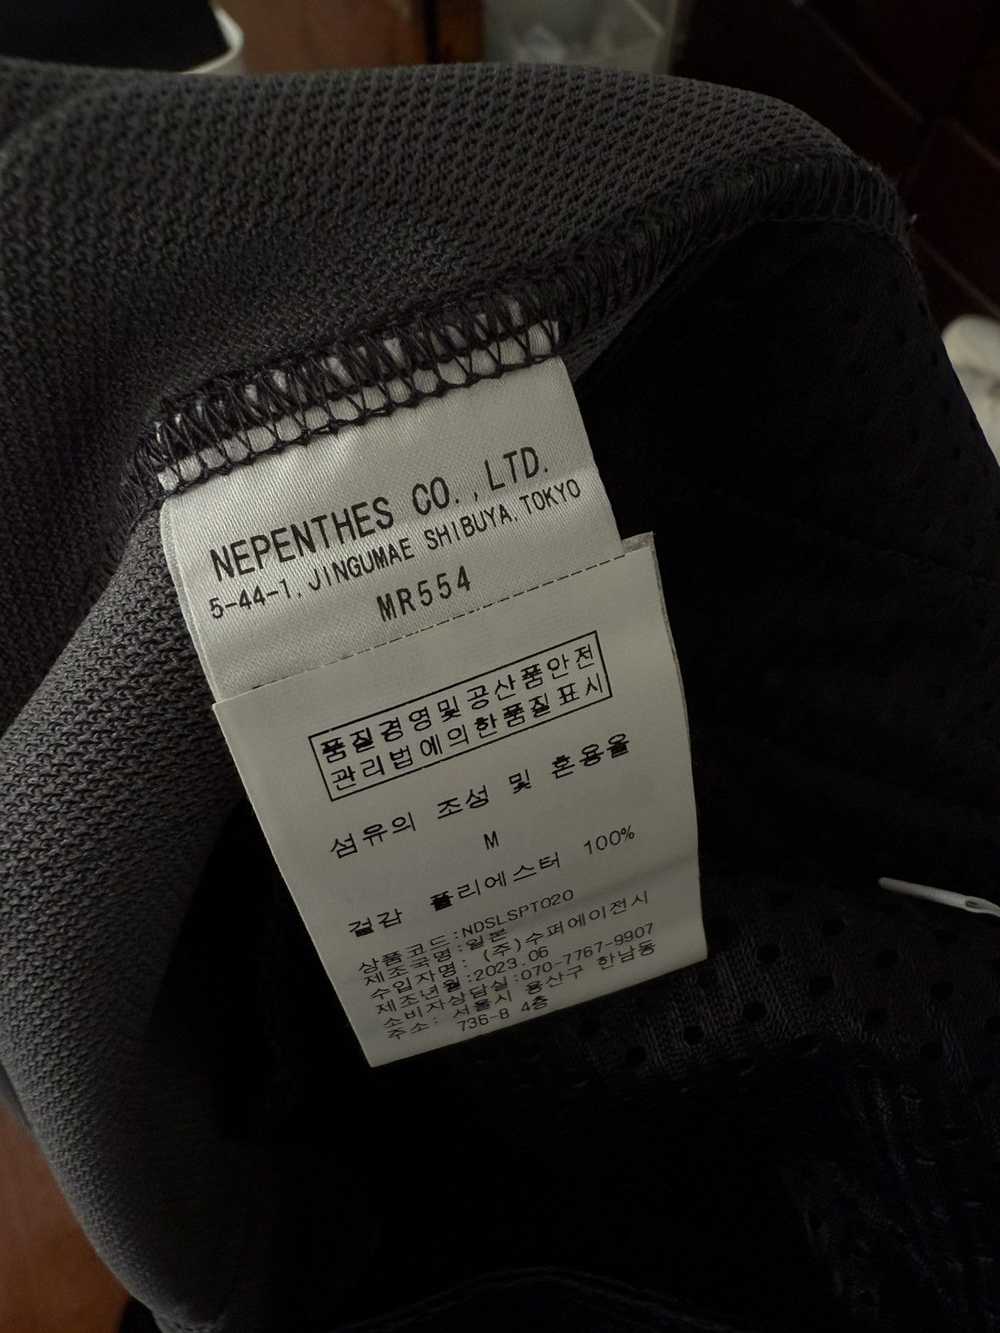 NEPENTHES CO.,LTD.
5-44-1, JINGUMAE SHIBUYA, TOKYO
MR554
품질경영및공산품안전
관리법에의한품질표시
섬유의 조성 및 혼용율
M
겉감 폴리에스터 100%
상품코드:NDSLSPT020
제조국명:일본
수입자명: (주)수퍼에이전시
제조년월:2023.06
소비자상담실:070-7767-9907
주소: 서울시 용산구 한남동
736-8 4층